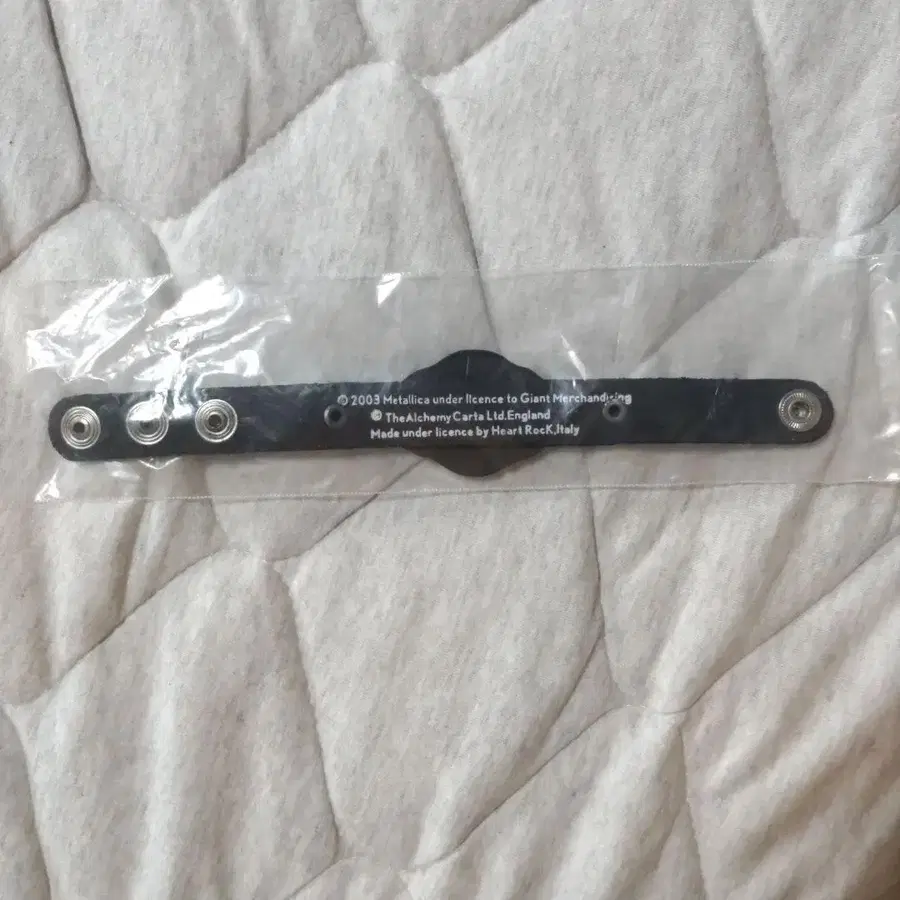 © 2003 Metallica under licence to Giant Merchandising
© TheAlchemy Carta Ltd.England
Made under licence by Heart RocK,Italy